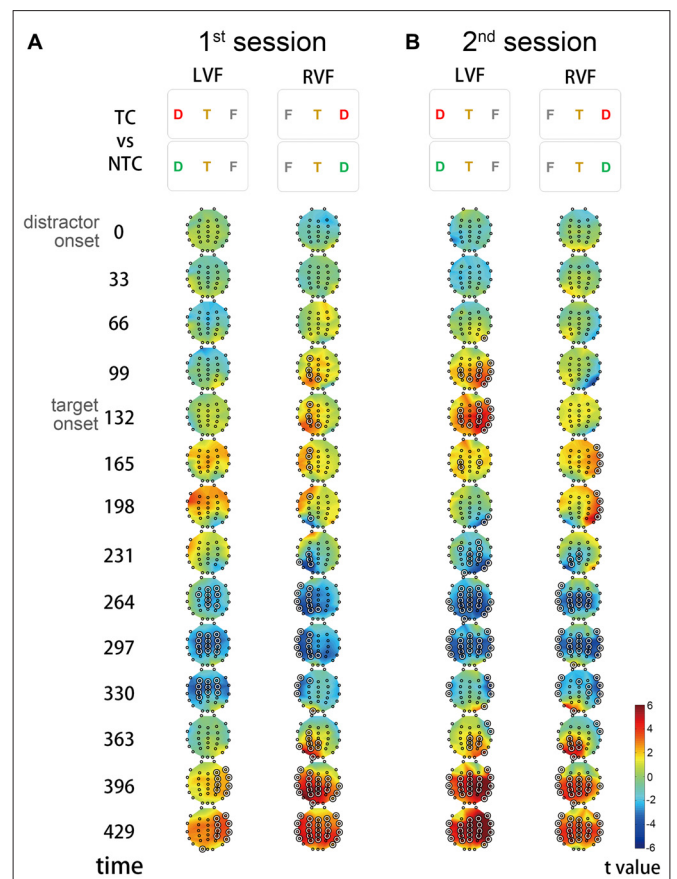 A 1st session B 2nd session
LVF RVF LVF RVF
TC
vs
NTC
D T F F T D D T F F T D
D T F F T D D T F F T D
distractor
onset 0
33
66
99
target
onset 132
165
198
231
264
297
330
363
396
429
time
6
4
2
0
-2
-4
-6
t value